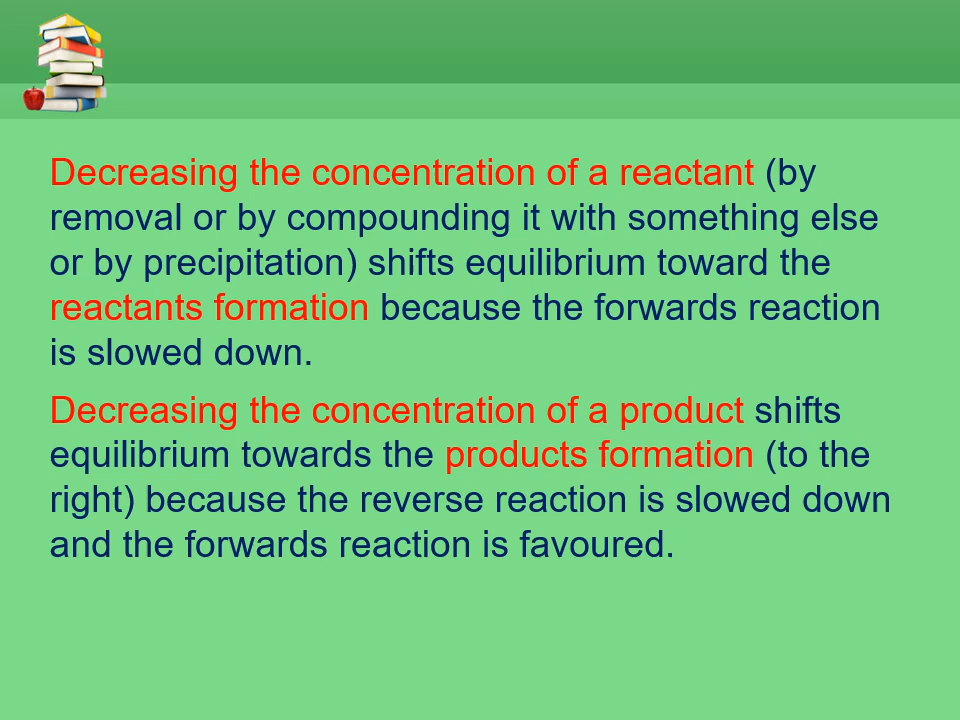 Decreasing the concentration of a reactant (by
removal or by compounding it with something else
or by precipitation) shifts equilibrium toward the
reactants formation because the forwards reaction
is slowed down.
Decreasing the concentration of a product shifts
equilibrium towards the products formation (to the
right) because the reverse reaction is slowed down
and the forwards reaction is favoured.